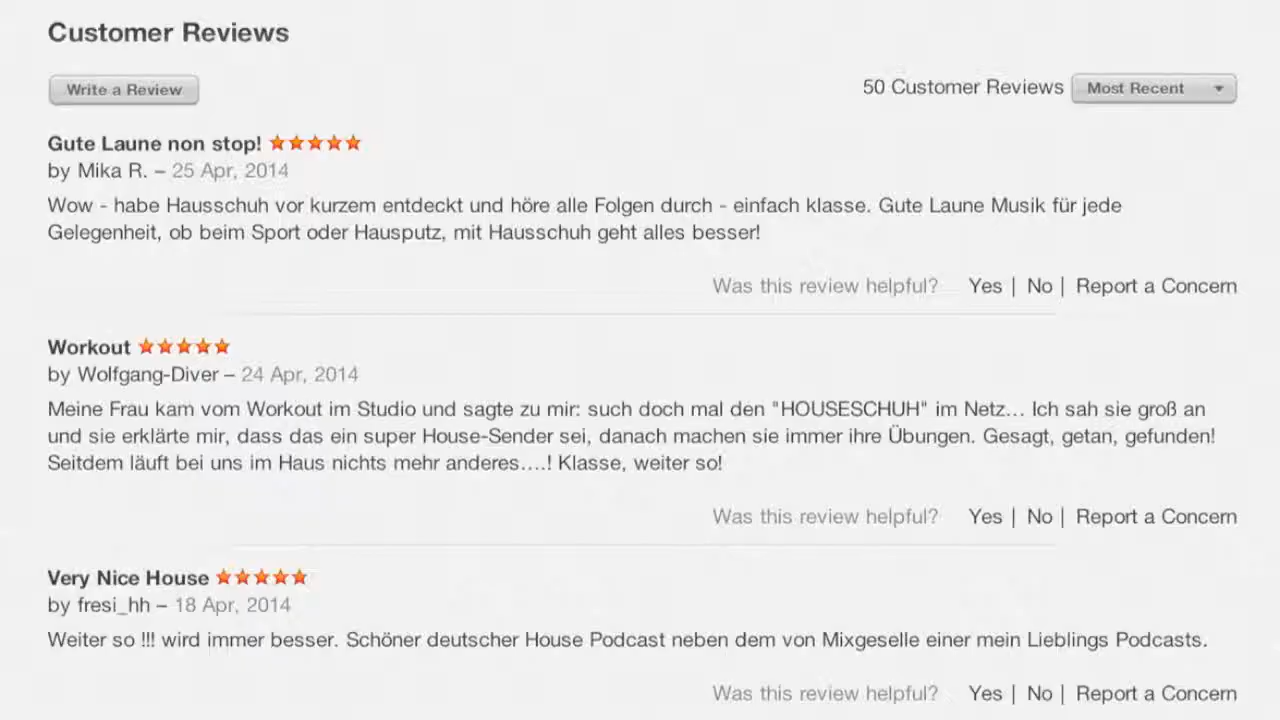 Customer Reviews
Write a Review
50 Customer Reviews Most Recent
Gute Laune non stop!
by Mika R. – 25 Apr, 2014
Wow - habe Hausschuh vor kurzem entdeckt und höre alle Folgen durch - einfach klasse. Gute Laune Musik für jede
Gelegenheit, ob beim Sport oder Hausputz, mit Hausschuh geht alles besser!
Was this review helpful? Yes | No | Report a Concern
Workout
by Wolfgang-Diver – 24 Apr, 2014
Meine Frau kam vom Workout im Studio und sagte zu mir: such doch mal den "HOUSESCHUH" im Netz... Ich sah sie groß an
und sie erklärte mir, dass das ein super House-Sender sei, danach machen sie immer ihre Übungen. Gesagt, getan, gefunden!
Seitdem läuft bei uns im Haus nichts mehr anderes....! Klasse, weiter so!
Was this review helpful? Yes | No | Report a Concern
Very Nice House
by fresi_hh – 18 Apr, 2014
Weiter so !!! wird immer besser. Schöner deutscher House Podcast neben dem von Mixgeselle einer mein Lieblings Podcasts.
Was this review helpful? Yes | No | Report a Concern